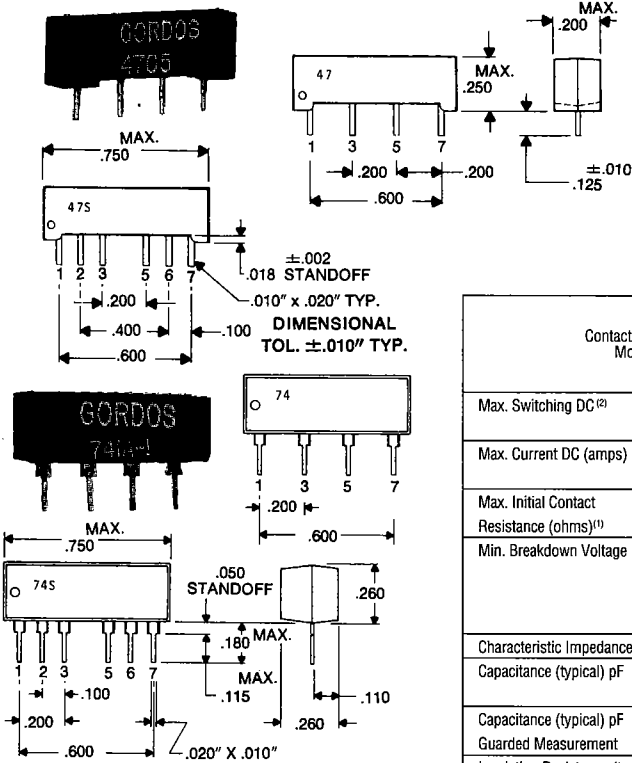 GORDOS
4705
47
1 3 5 7
.200
.200
.600
MAX.
.250
MAX.
.200
±.010
.125
MAX.
.750
47S
1 2 3 5 6 7
.200
.400
.100
.600
±.002
.018 STANDOFF
.010" x .020" TYP.
DIMENSIONAL
TOL. ±.010" TYP.
GORDOS
74
1 3 5 7
.200
.600
MAX.
.750
74S
1 2 3 5 6 7
.100
.200
.600
.020" X .010"
.050
STANDOFF
.180 MAX.
MAX.
.115
.260
.110
.260
Contact
Mo
Max. Switching DC(2)
Max. Current DC (amps)
Max. Initial Contact
Resistance (ohms)(1)
Min. Breakdown Voltage
Characteristic Impedance
Capacitance (typical) pF
Capacitance (typical) pF
Guarded Measurement